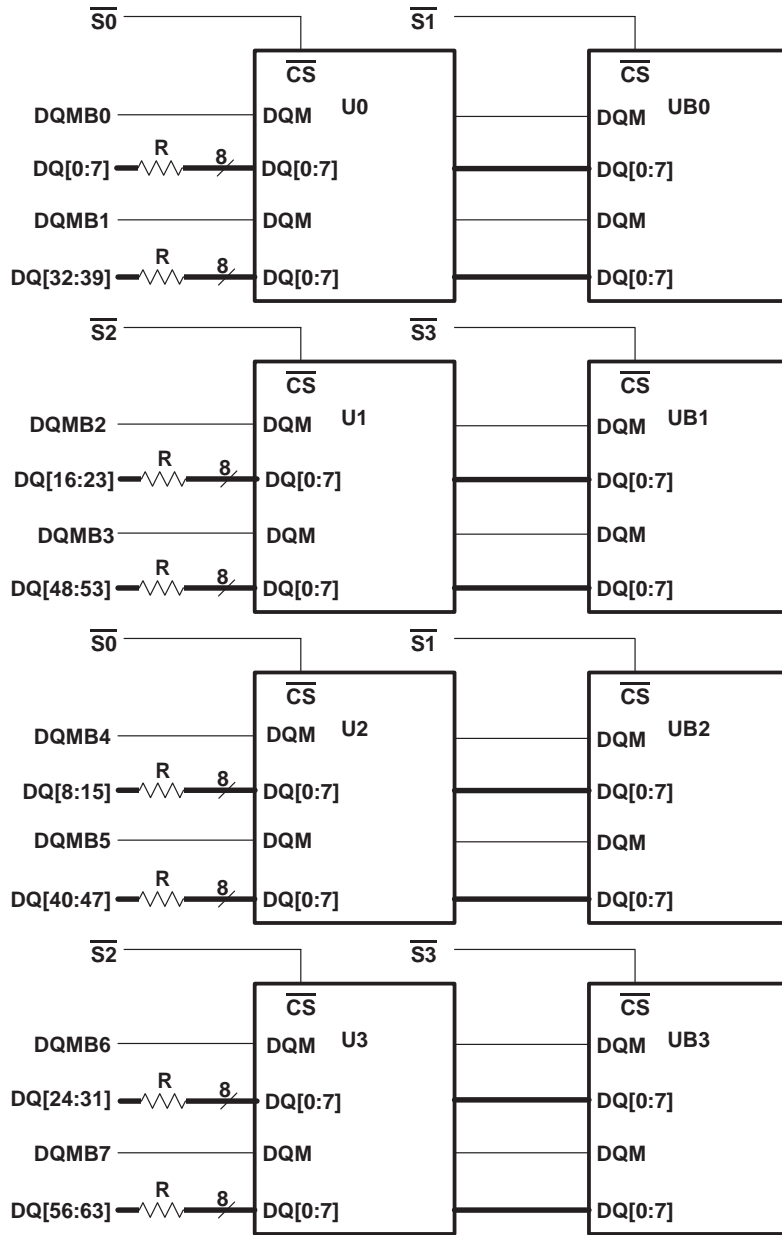 S0 S1
CS CS
DQMB0 DQM U0 DQM UB0
R
DQ[0:7] 8 DQ[0:7] DQ[0:7]
DQMB1 DQM DQM
R
DQ[32:39] 8 DQ[0:7] DQ[0:7]
S2 S3
CS CS
DQMB2 DQM U1 DQM UB1
R
DQ[16:23] 8 DQ[0:7] DQ[0:7]
DQMB3 DQM DQM
R
DQ[48:53] 8 DQ[0:7] DQ[0:7]
S0 S1
CS CS
DQMB4 DQM U2 DQM UB2
R
DQ[8:15] 8 DQ[0:7] DQ[0:7]
DQMB5 DQM DQM
R
DQ[40:47] 8 DQ[0:7] DQ[0:7]
S2 S3
CS CS
DQMB6 DQM U3 DQM UB3
R
DQ[24:31] 8 DQ[0:7] DQ[0:7]
DQMB7 DQM DQM
R
DQ[56:63] 8 DQ[0:7] DQ[0:7]